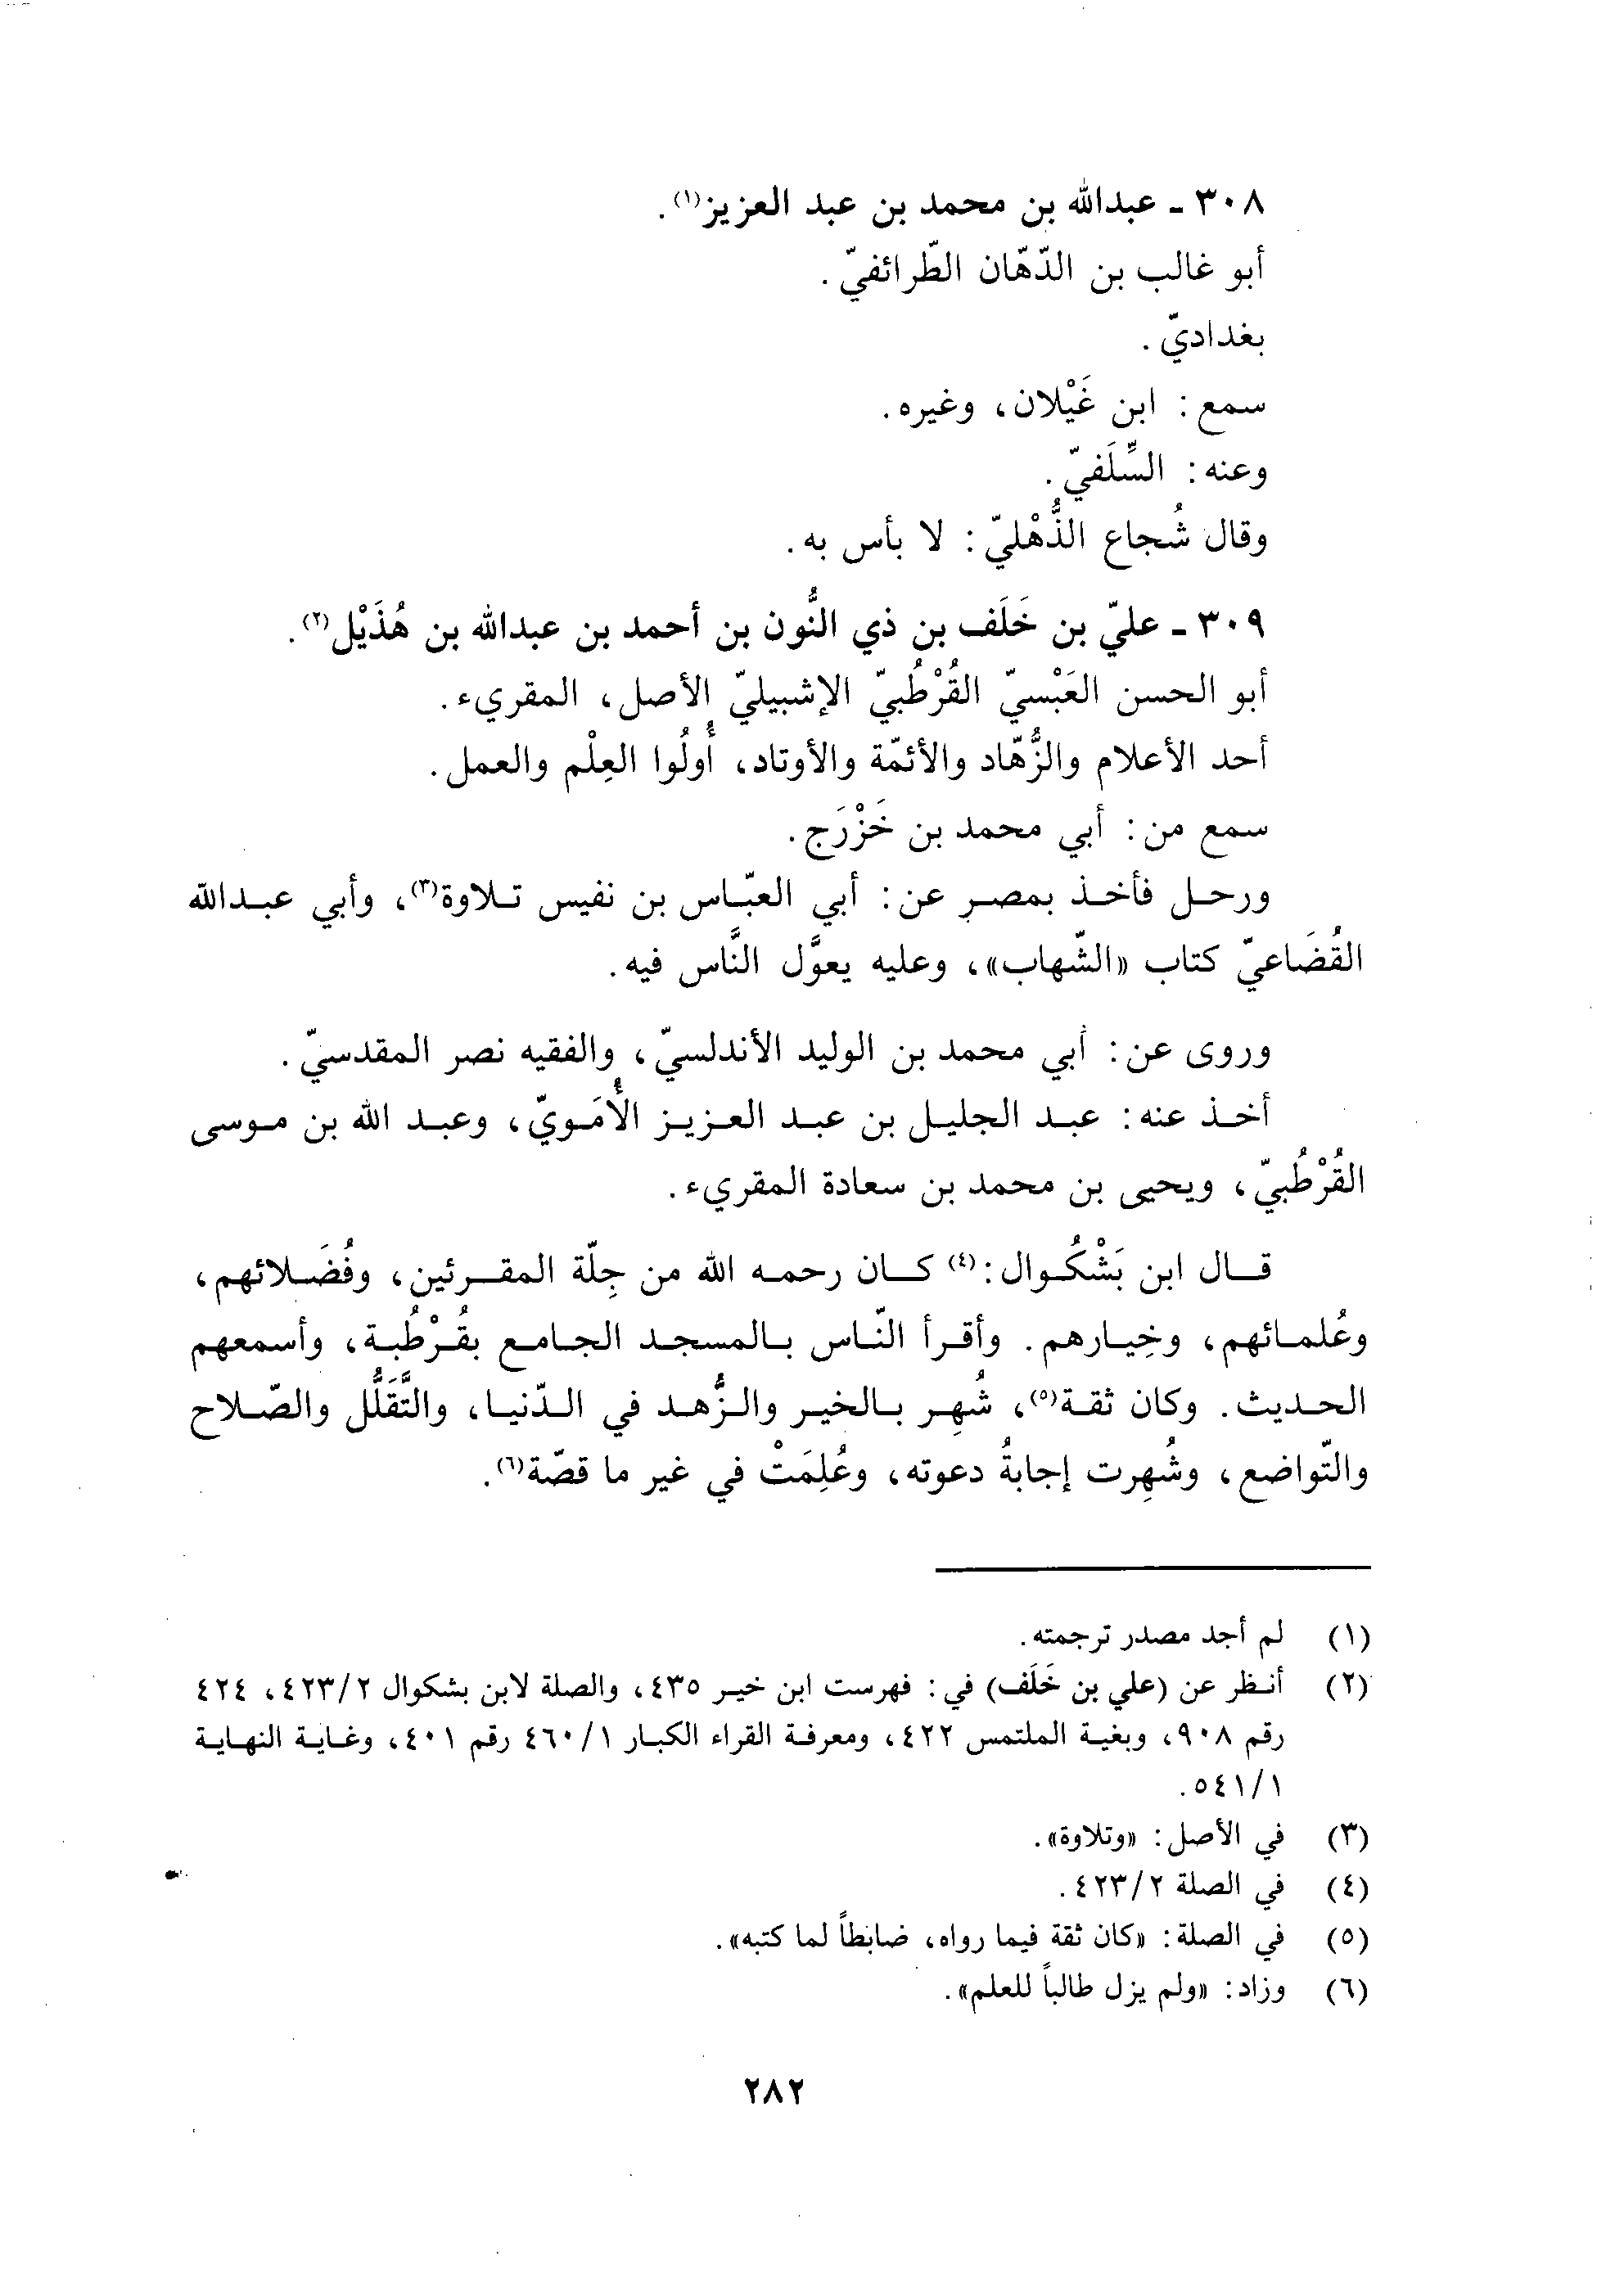 ٣٠٨ ـ عبدالله بن محمد بن عبد العزيز(١).
أبو غالب بن الدّهّان الطّرائفيّ.
بغداديّ.
سمع: ابن غَيْلان، وغيره.
وعنه: السِّلَفيّ.
وقال شُجاع الذُّهْليّ: لا بأس به.
٣٠٩ ـ عليّ بن خَلَف بن ذي النُّون بن أحمد بن عبدالله بن هُذَيْل(٢).
أبو الحسن العَبْسيّ القُرْطُبيّ الإشبيليّ الأصل، المقريء.
أحد الأعلام والزُّهّاد والأئمّة والأوتاد، أُولُوا العِلْم والعمل.
سمع من: أبي محمد بن خَزْرَج.
ورحل فأخذ بمصر عن: أبي العبّاس بن نفيس تلاوة(٣)، وأبي عبدالله
القُضَاعيّ كتاب «الشّهاب»، وعليه يعوَّل النَّاس فيه.
وروى عن: أبي محمد بن الوليد الأندلسيّ، والفقيه نصر المقدسيّ.
أخذ عنه: عبد الجليل بن عبد العزيز الأُمَويّ، وعبد الله بن موسى
القُرْطُبيّ، ويحيى بن محمد بن سعادة المقريء.
قال ابن بَشْكُوال:(٤) كان رحمه الله من جِلّة المقرئين، وفُضَلائهم،
وعُلمائهم، وخِيارهم. وأقرأ النّاس بالمسجد الجامع بقُرْطُبة، وأسمعهم
الحديث. وكان ثقة(٥)، شُهِر بالخير والزُّهد في الدّنيا، والتَّقَلُّل والصّلاح
والتّواضع، وشُهِرت إجابةُ دعوته، وعُلِمَتْ في غير ما قصّة(٦).
(١) لم أجد مصدر ترجمته.
(٢) أنظر عن (علي بن خَلَف) في: فهرست ابن خير ٤٣٥، والصلة لابن بشكوال ٤٢٣/٢، ٤٢٤
رقم ٩٠٨، وبغية الملتمس ٤٢٢، ومعرفة القراء الكبار ٤٦٠/١ رقم ٤٠١، وغاية النهاية
٥٤١/١.
(٣) في الأصل: «وتلاوة».
(٤) في الصلة ٤٢٣/٢.
(٥) في الصلة: «كان ثقة فيما رواه، ضابطاً لما كتبه».
(٦) وزاد: «ولم يزل طالباً للعلم».
٢٨٢